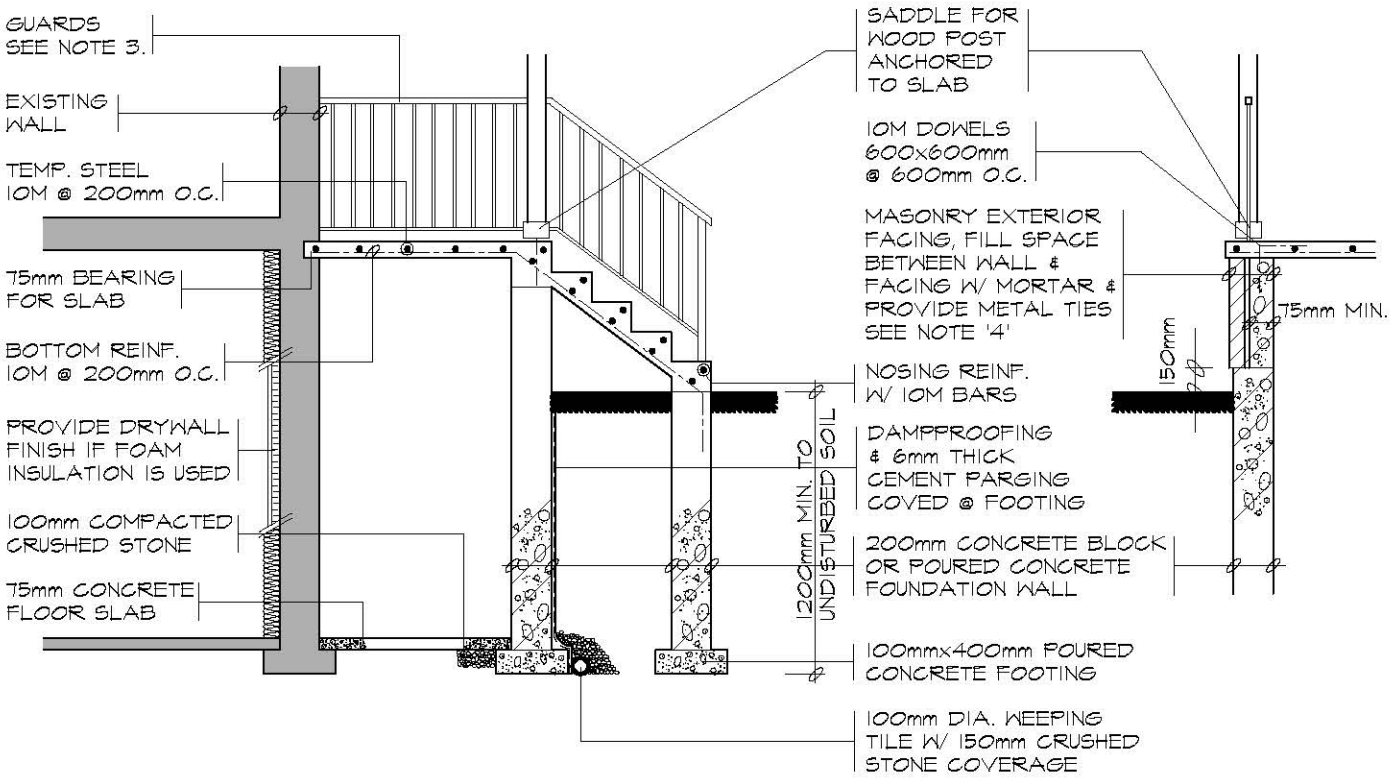 GUARDS
SEE NOTE 3.
EXISTING
WALL
TEMP. STEEL
10M @ 200mm O.C.
75mm BEARING
FOR SLAB
BOTTOM REINF.
10M @ 200mm O.C.
PROVIDE DRYWALL
FINISH IF FOAM
INSULATION IS USED
100mm COMPACTED
CRUSHED STONE
75mm CONCRETE
FLOOR SLAB
SADDLE FOR
WOOD POST
ANCHORED
TO SLAB
10M DOWELS
600x600mm
@ 600mm O.C.
MASONRY EXTERIOR
FACING, FILL SPACE
BETWEEN WALL &
FACING W/ MORTAR &
PROVIDE METAL TIES
SEE NOTE '4'
NOSING REINF.
W/ 10M BARS
DAMPPROOFING
& 6mm THICK
CEMENT PARGING
COVED @ FOOTING
200mm CONCRETE BLOCK
OR POURED CONCRETE
FOUNDATION WALL
100mmx400mm POURED
CONCRETE FOOTING
100mm DIA. WEEPING
TILE W/ 150mm CRUSHED
STONE COVERAGE
1200mm MIN. TO
UNDISTURBED SOIL
150mm
75mm MIN.